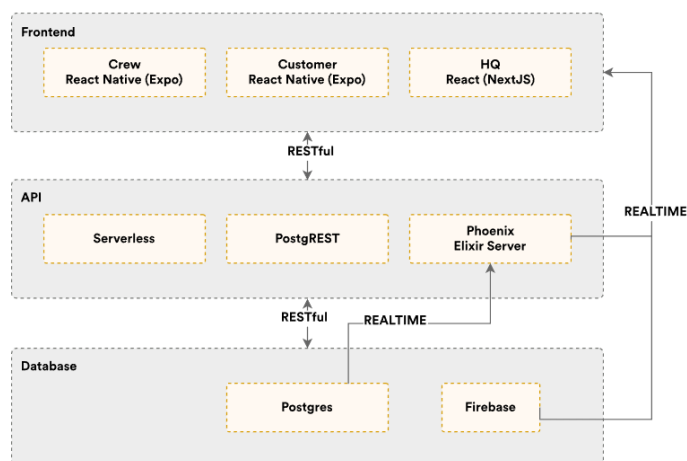 Frontend
Crew
React Native (Expo)
Customer
React Native (Expo)
HQ
React (NextJS)
RESTful
API
REALTIME
Serverless
PostgREST
Phoenix
Elixir Server
RESTful
REALTIME
Database
Postgres
Firebase